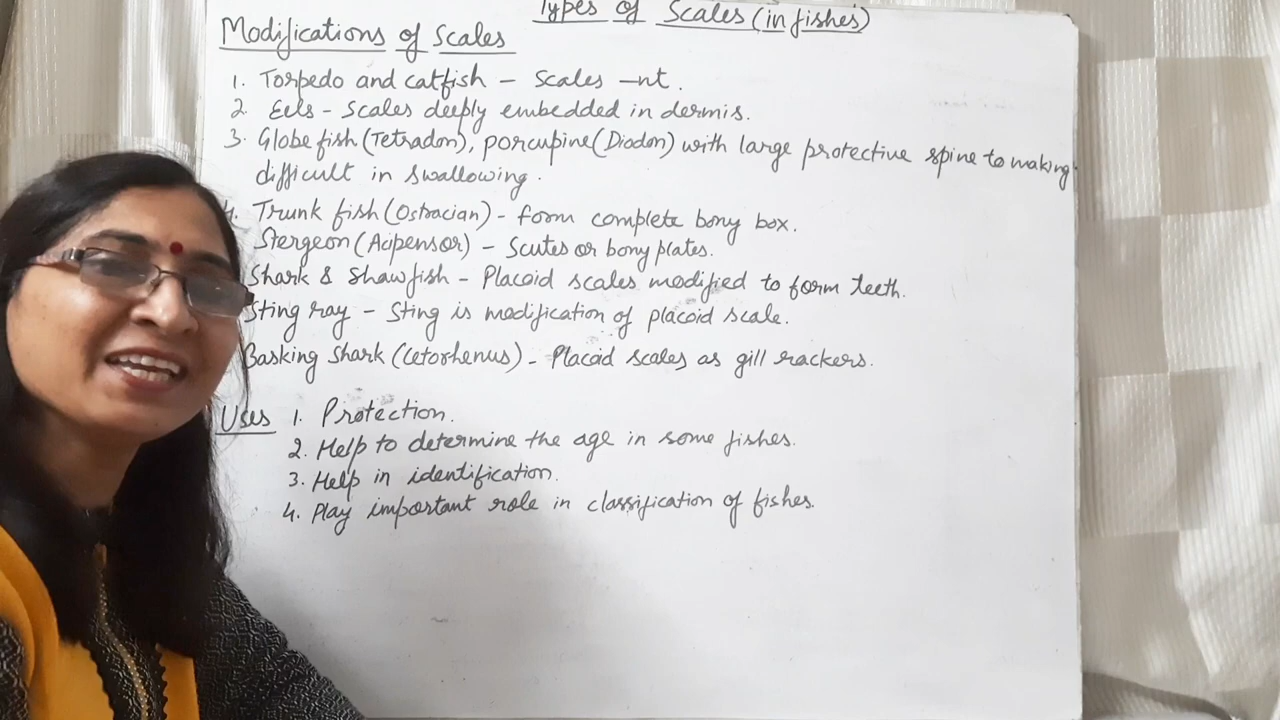 Types of Scales (in fishes)
Modifications of Scales
1. Torpedo and catfish – Scales –nt.
2. Eels – Scales deeply embedded in dermis.
3. Globe fish (Tetradon), porcupine (Diodon) with large protective spine to making
difficult in swallowing.
4. Trunk fish (Ostracian) – form complete bony box.
Stergeon (Acipensor) – Scutes or bony plates.
Shark & Shawfish – Placoid scales modified to form teeth.
Sting ray – Sting is modification of placoid scale.
Basking Shark (Cetorhenus) – Placoid scales as gill rackers.
Uses 1. Protection.
2. Help to determine the age in some fishes.
3. Help in identification.
4. Play important role in classification of fishes.